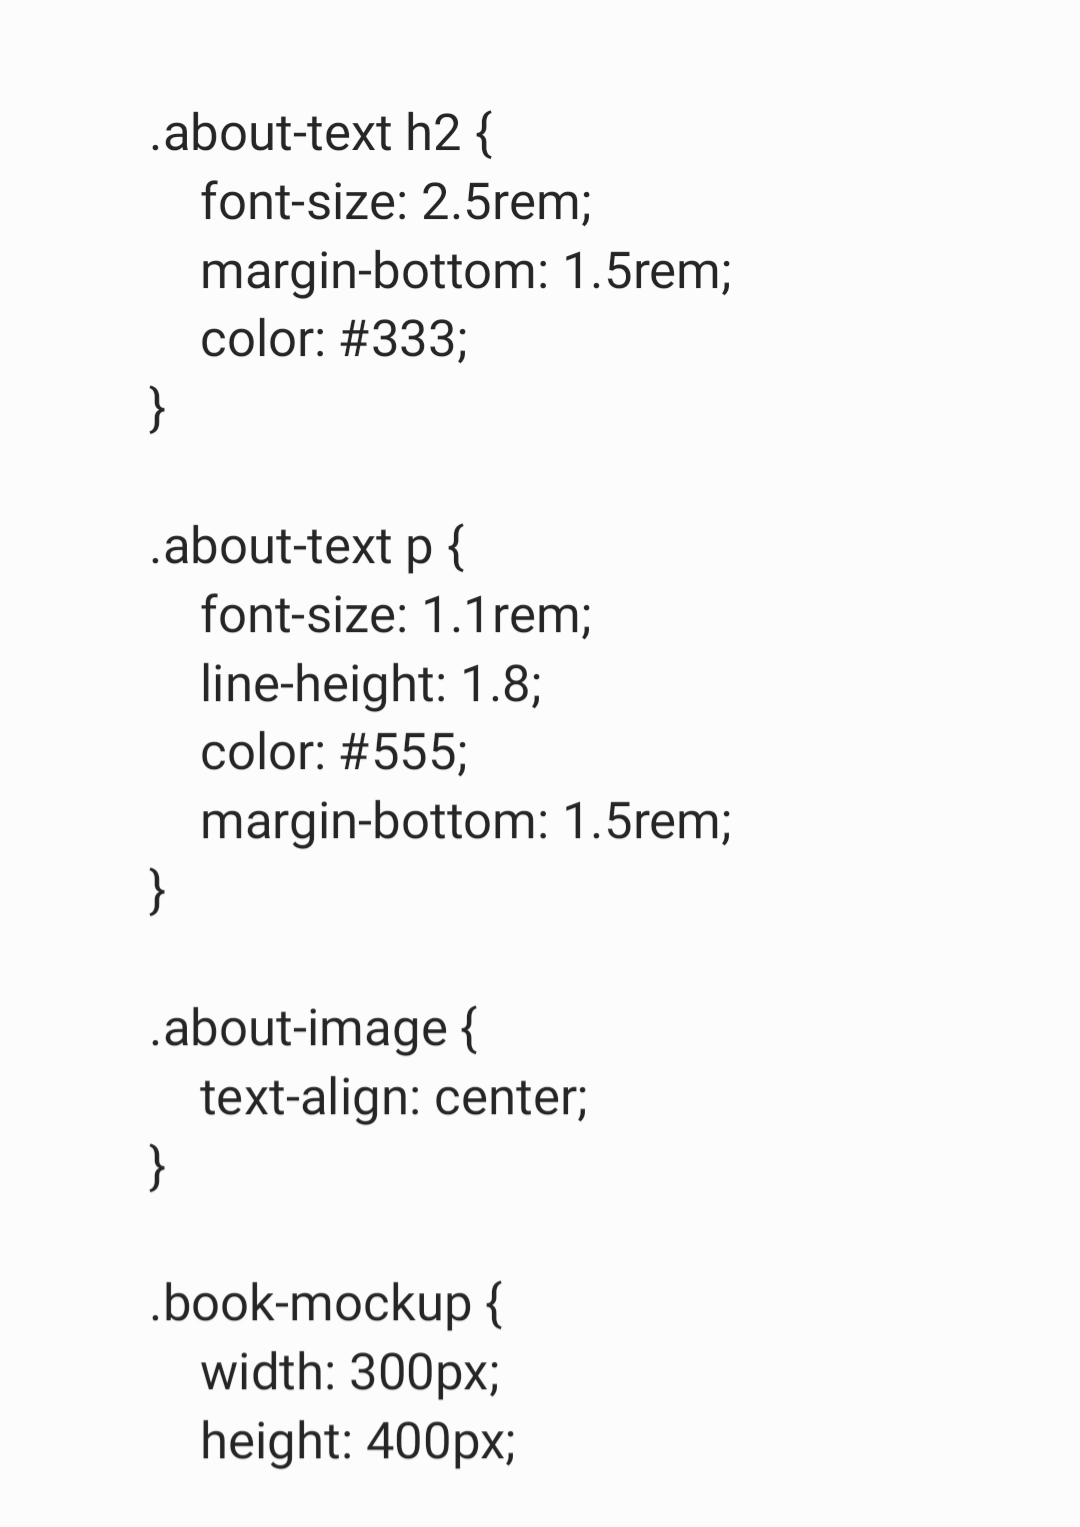 .about-text h2 {
    font-size: 2.5rem;
    margin-bottom: 1.5rem;
    color: #333;
}

.about-text p {
    font-size: 1.1rem;
    line-height: 1.8;
    color: #555;
    margin-bottom: 1.5rem;
}

.about-image {
    text-align: center;
}

.book-mockup {
    width: 300px;
    height: 400px;